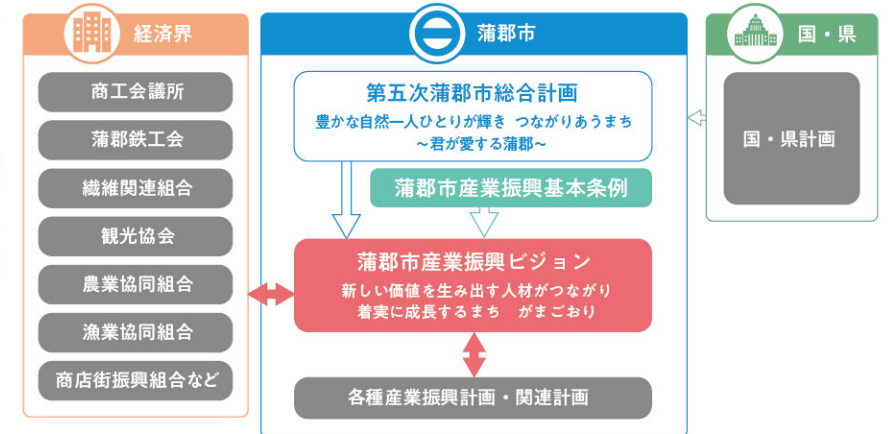 経済界
商工会議所
蒲郡鉄工会
繊維関連組合
観光協会
農業協同組合
漁業協同組合
商店街振興組合など
蒲郡市
第五次蒲郡市総合計画
豊かな自然一人ひとりが輝き つながりあうまち
～君が愛する蒲郡～
蒲郡市産業振興基本条例
蒲郡市産業振興ビジョン
新しい価値を生み出す人材がつながり
着実に成長するまち がまごおり
各種産業振興計画・関連計画
国・県
国・県計画